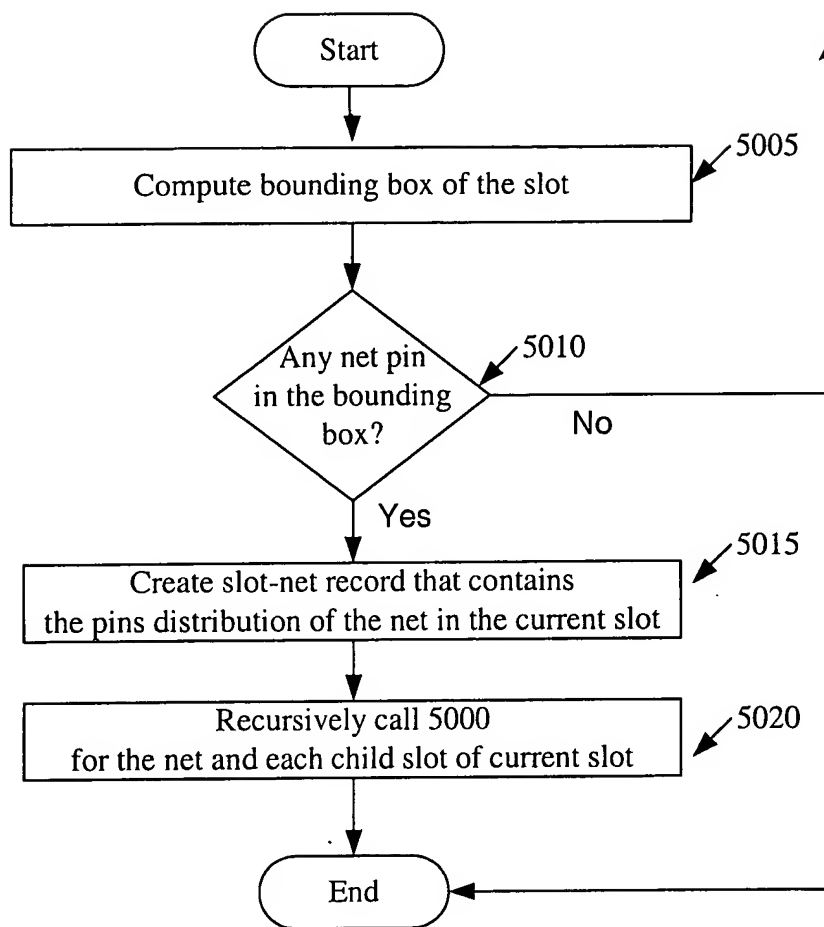 Start
5005
Compute bounding box of the slot
5010
Any net pin
in the bounding
box?
No
Yes
5015
Create slot-net record that contains
the pins distribution of the net in the current slot
5020
Recursively call 5000
for the net and each child slot of current slot
End